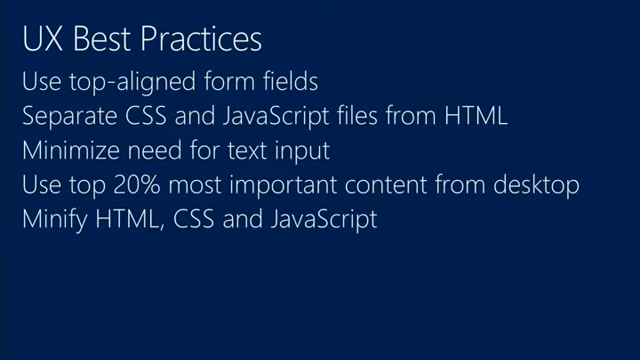 UX Best Practices
Use top-aligned form fields
Separate CSS and JavaScript files from HTML
Minimize need for text input
Use top 20% most important content from desktop
Minify HTML, CSS and JavaScript